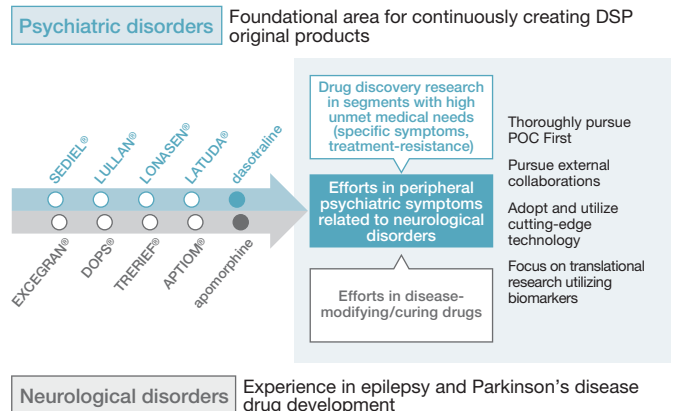 Psychiatric disorders
Foundational area for continuously creating DSP
original products
SEDIEL®
LULLAN®
LONASEN®
LATUDA®
dasotraline
EXCEGRAN®
DOPS®
TRERIEF®
APTIOM®
apomorphine
Drug discovery research
in segments with high
unmet medical needs
(specific symptoms,
treatment-resistance)
Efforts in peripheral
psychiatric symptoms
related to neurological
disorders
Efforts in disease-
modifying/curing drugs
Thoroughly pursue
POC First
Pursue external
collaborations
Adopt and utilize
cutting-edge
technology
Focus on translational
research utilizing
biomarkers
Neurological disorders
Experience in epilepsy and Parkinson’s disease
drug development